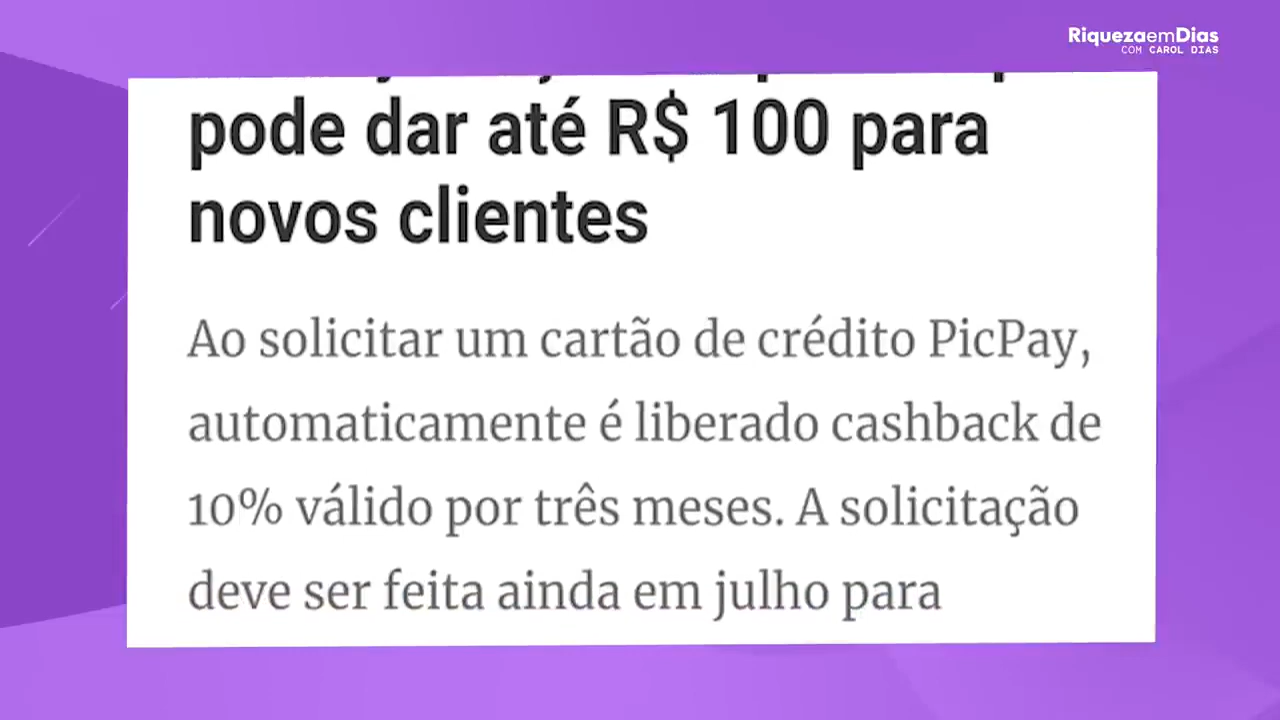 RiquezaemDias
COM CAROL DIAS
pode dar até R$ 100 para
novos clientes
Ao solicitar um cartão de crédito PicPay,
automaticamente é liberado cashback de
10% válido por três meses. A solicitação
deve ser feita ainda em julho para